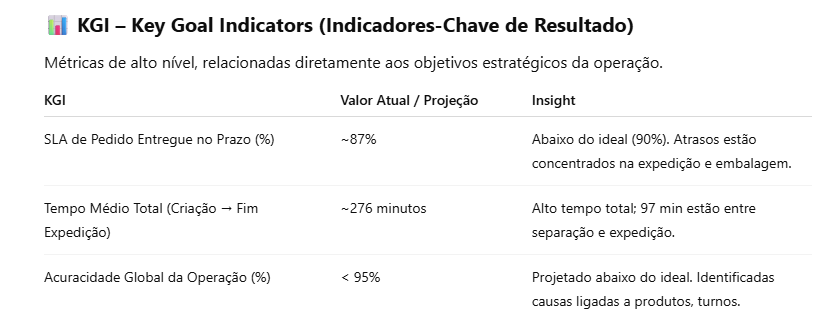 📊 KGI – Key Goal Indicators (Indicadores-Chave de Resultado)
Métricas de alto nível, relacionadas diretamente aos objetivos estratégicos da operação.
KGI Valor Atual / Projeção Insight
SLA de Pedido Entregue no Prazo (%) ~87% Abaixo do ideal (90%). Atrasos estão
concentrados na expedição e embalagem.
Tempo Médio Total (Criação → Fim ~276 minutos Alto tempo total; 97 min estão entre
Expedição) separação e expedição.
Acuracidade Global da Operação (%) < 95% Projetado abaixo do ideal. Identificadas
causas ligadas a produtos, turnos.